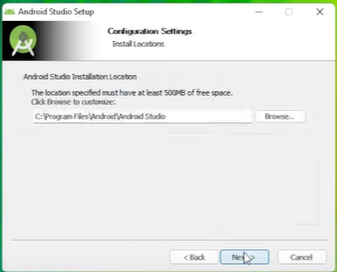 Android Studio Setup
Configuration Settings
Install Locations
Android Studio Installation Location
The location specified must have at least 500MB of free space.
Click Browse to customize:
C:\Program Files\Android\Android Studio
Browse...
< Back
Next >
Cancel